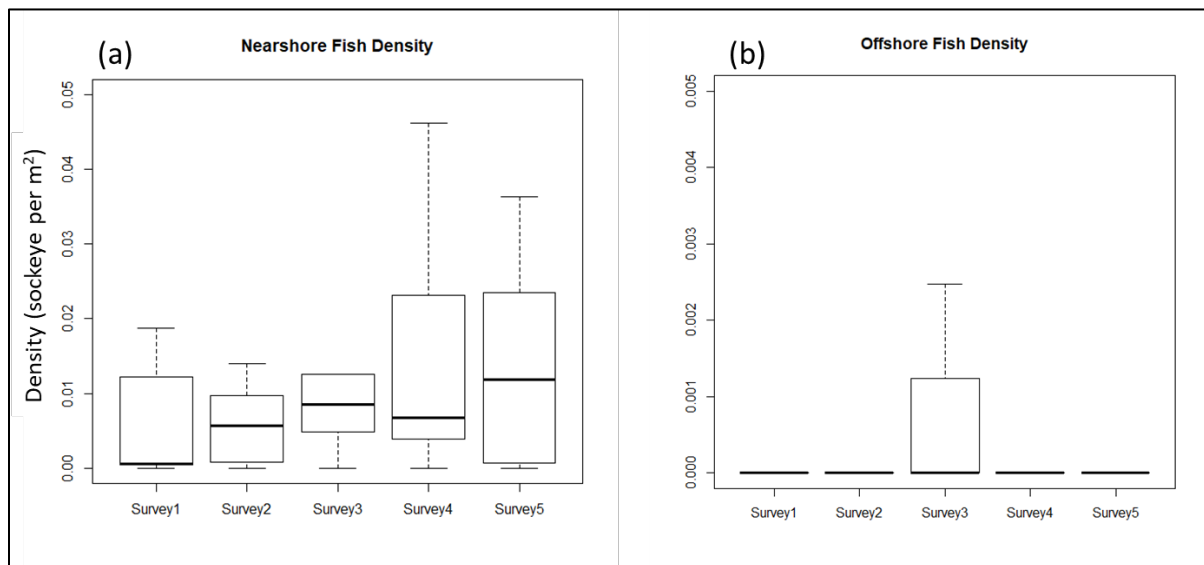 (a)
Nearshore Fish Density
Density (sockeye per m²)
0.05
0.04
0.03
0.02
0.01
0.00
Survey1 Survey2 Survey3 Survey4 Survey5
(b)
Offshore Fish Density
0.005
0.004
0.003
0.002
0.001
0.000
Survey1 Survey2 Survey3 Survey4 Survey5